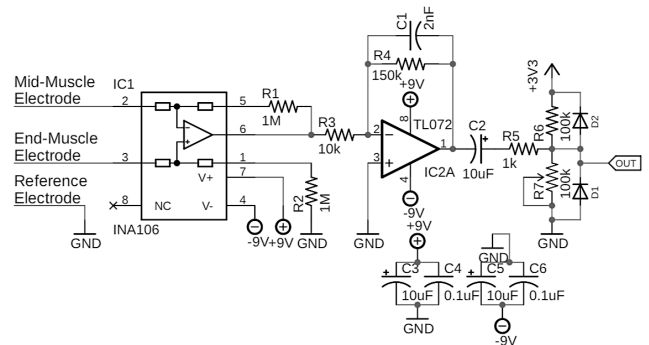 C1
2nF
R4
150k
+9V
+3V3
Mid-Muscle
Electrode
IC1
2
5
R1
1M
6
R3
10k
2
8
TL072
1
C2
10uF
R5
1k
R6
100k
D2
End-Muscle
Electrode
3
1
V+
7
3
4
IC2A
OUT
R7
100k
D1
Reference
Electrode
8
NC
V-
4
R2
1M
INA106
-9V
+9V
GND
GND
GND
-9V
+9V
GND
GND
C3
10uF
C4
0.1uF
C5
10uF
C6
0.1uF
GND
-9V